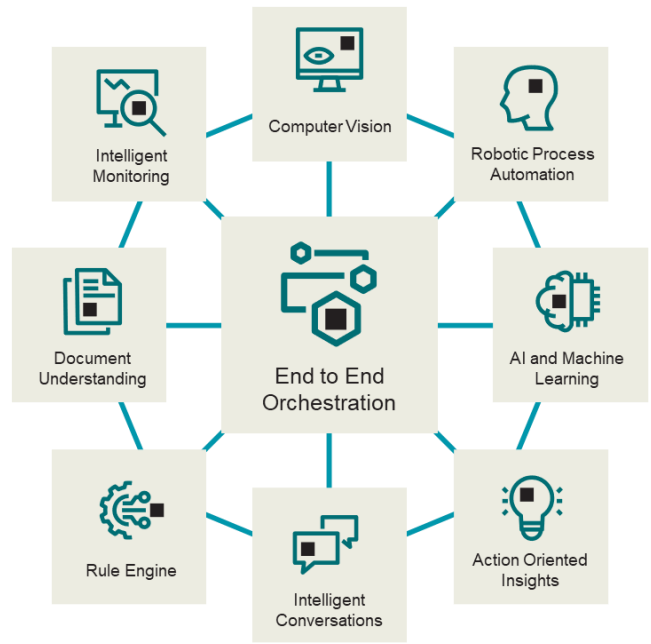 Computer Vision
Intelligent
Monitoring
Robotic Process
Automation
Document
Understanding
End to End
Orchestration
AI and Machine
Learning
Rule Engine
Intelligent
Conversations
Action Oriented
Insights